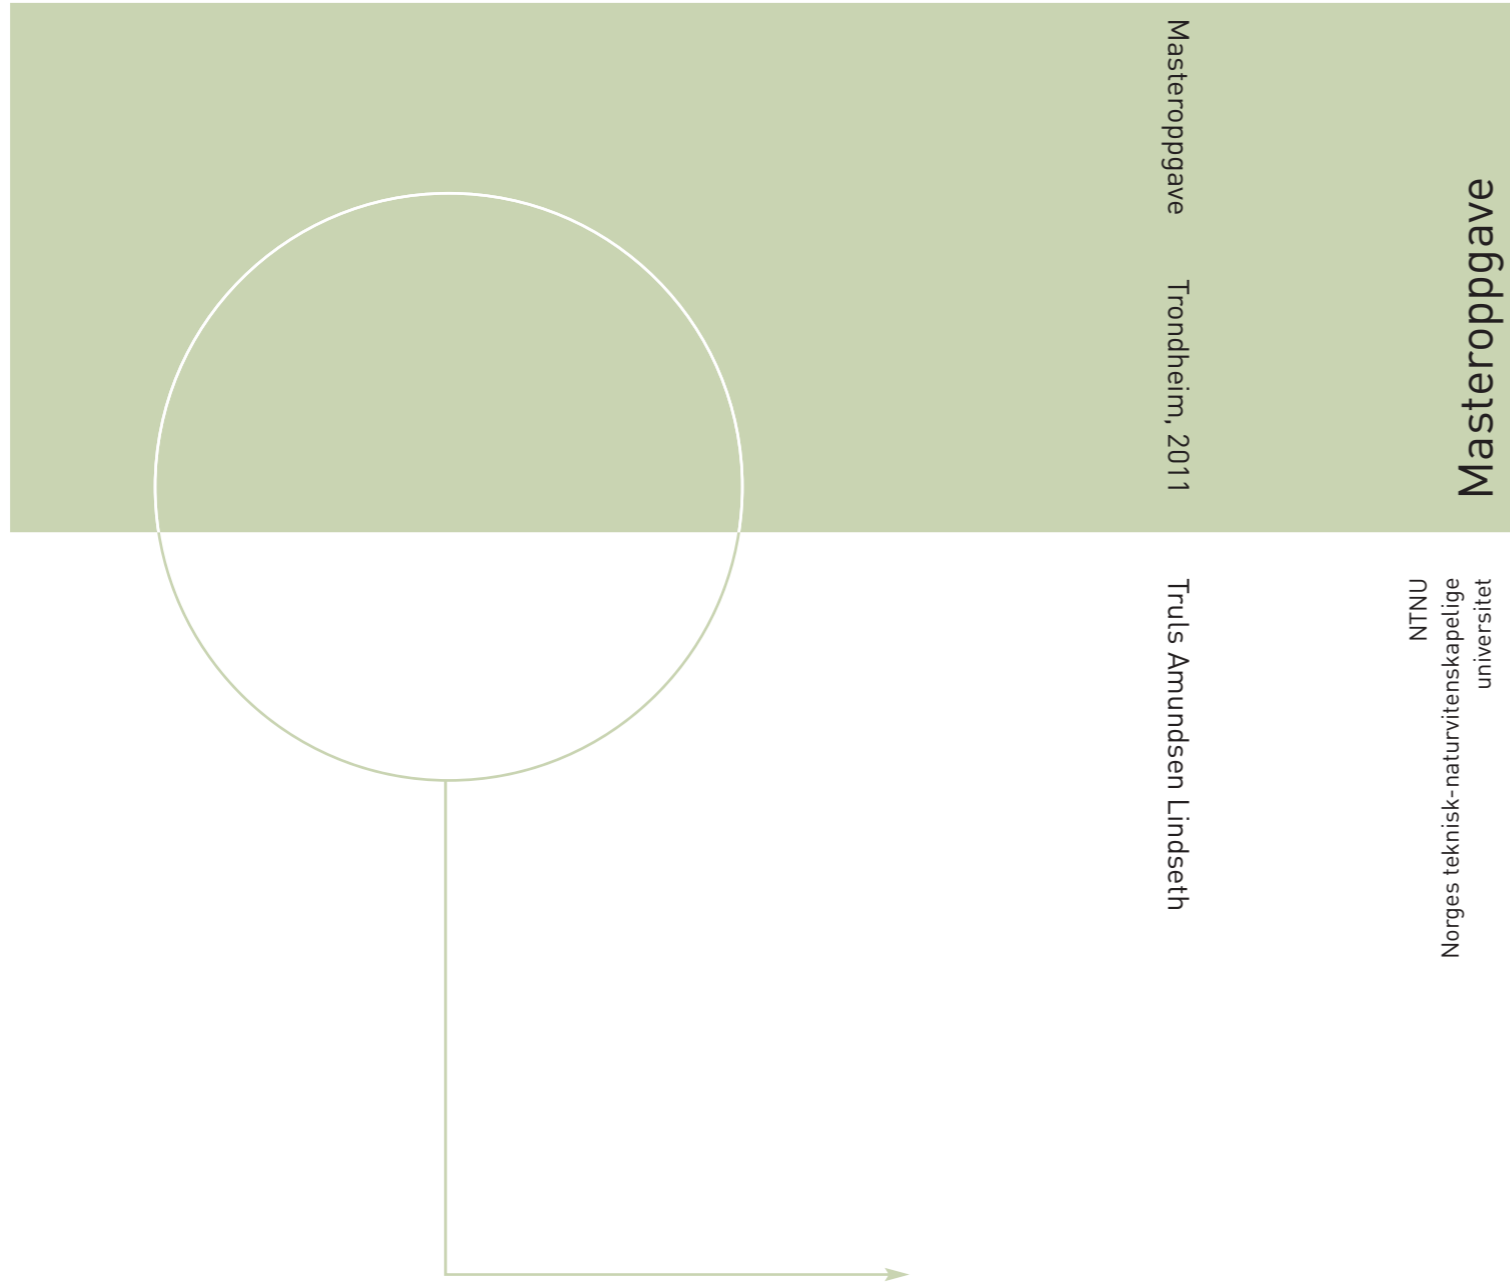 Masteroppgave
Trondheim, 2011
Truls Amundsen Lindseth
Masteroppgave
NTNU
Norges teknisk-naturvitenskapelige
universitet